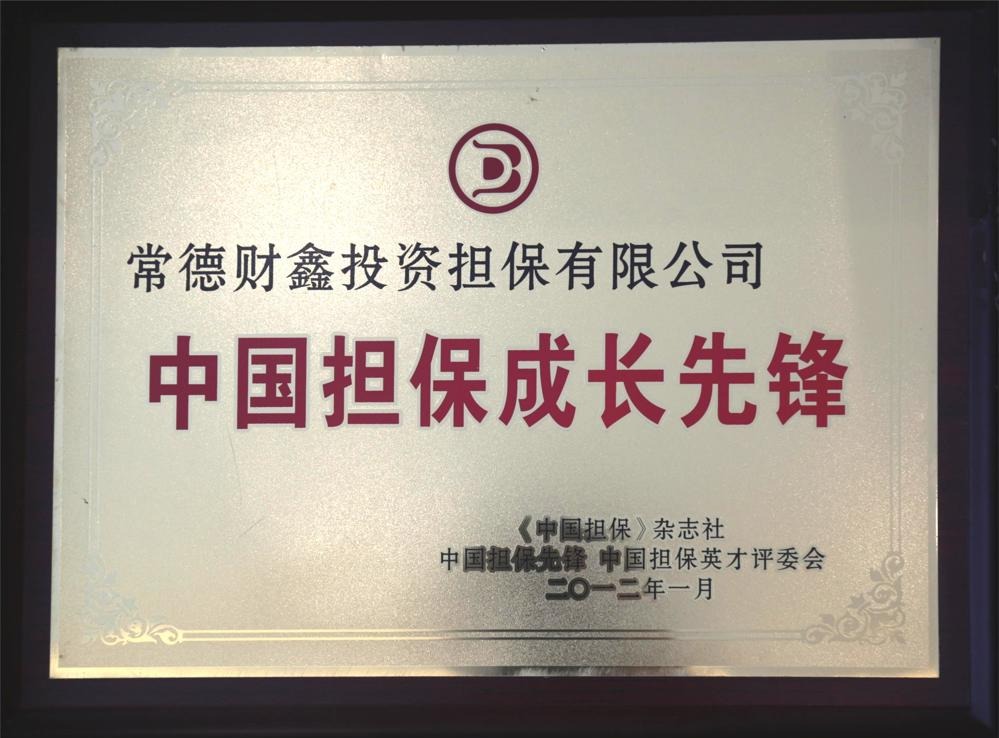 常德财鑫投资担保有限公司
中国担保成长先锋
《中国担保》杂志社
中国担保先锋 中国担保英才评委会
二〇一二年一月